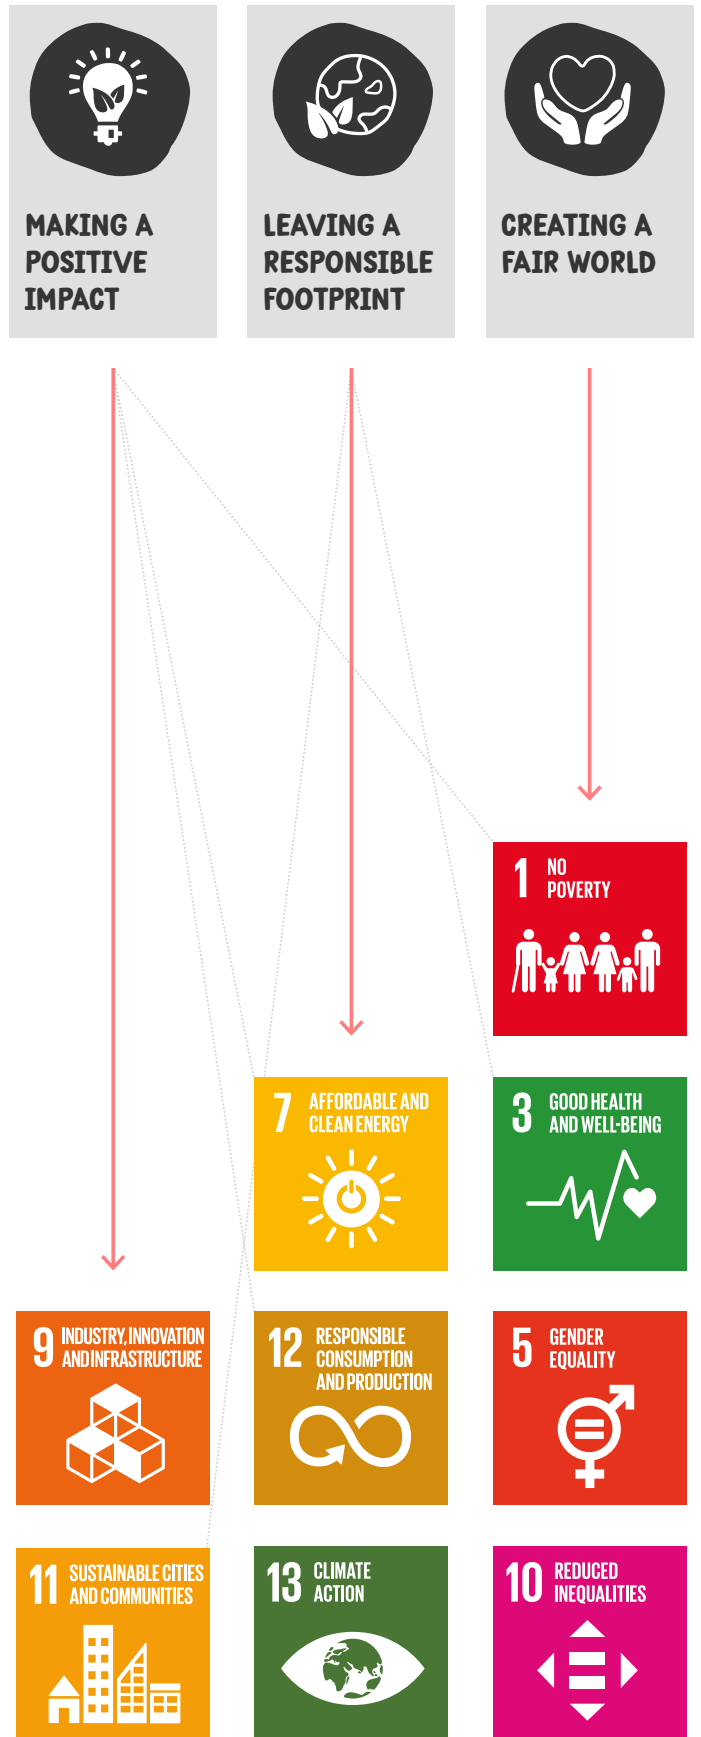 MAKING A
POSITIVE
IMPACT
LEAVING A
RESPONSIBLE
FOOTPRINT
CREATING A
FAIR WORLD
1 NO
POVERTY
7 AFFORDABLE AND
CLEAN ENERGY
3 GOOD HEALTH
AND WELL-BEING
9 INDUSTRY, INNOVATION
AND INFRASTRUCTURE
12 RESPONSIBLE
CONSUMPTION
AND PRODUCTION
5 GENDER
EQUALITY
11 SUSTAINABLE CITIES
AND COMMUNITIES
13 CLIMATE
ACTION
10 REDUCED
INEQUALITIES